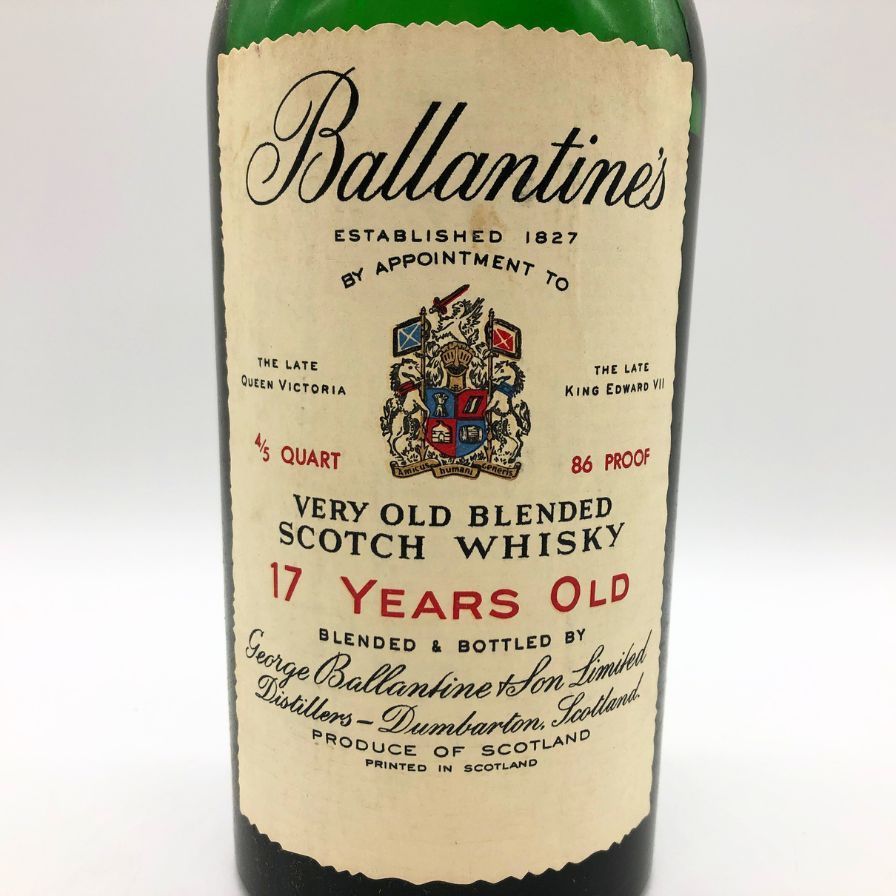 Ballantine's
ESTABLISHED 1827
BY APPOINTMENT TO
THE LATE
QUEEN VICTORIA
THE LATE
KING EDWARD VII
4/5 QUART
86 PROOF
Amicus humani generis
VERY OLD BLENDED
SCOTCH WHISKY
17 YEARS OLD
BLENDED & BOTTLED BY
George Ballantine & Son Limited
Distillers – Dumbarton, Scotland.
PRODUCE OF SCOTLAND
PRINTED IN SCOTLAND